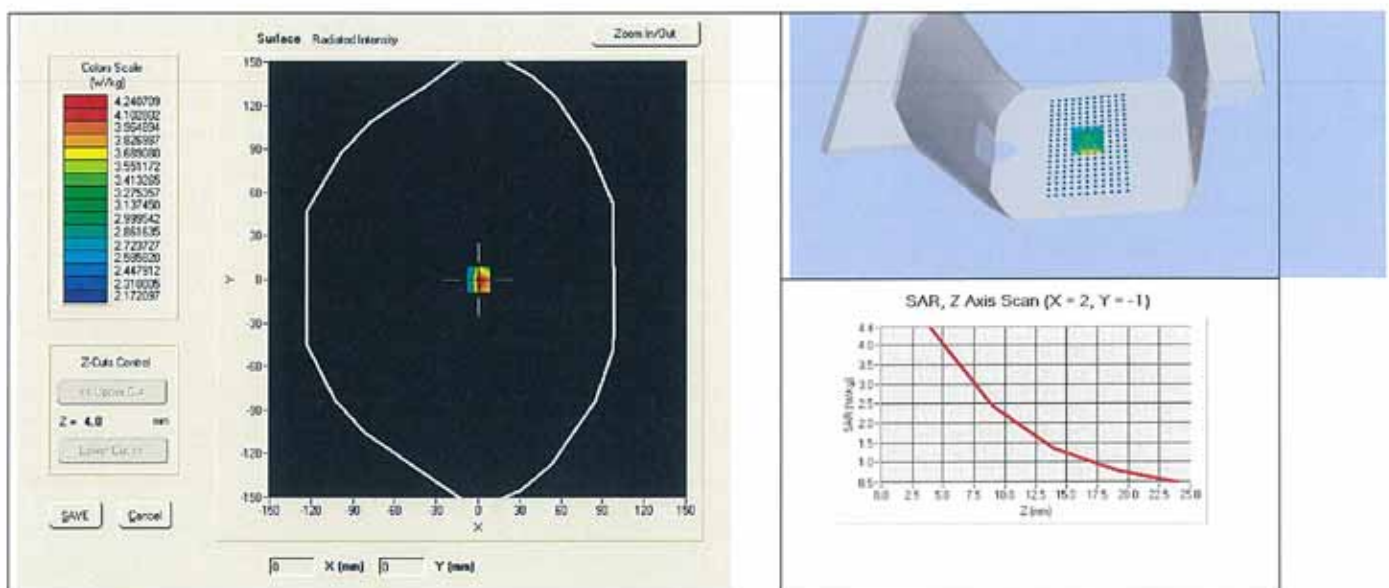 Surface Radiated Intensity
Zoom In/Out
Colors Scale
(W/kg)
4.240709
4.102802
3.964894
3.826987
3.689080
3.551172
3.413265
3.275357
3.137450
2.999542
2.861635
2.723727
2.585820
2.447912
2.310005
2.172097
150
120
90
60
30
0
-30
-60
-90
-120
-150
Y
-150 -120 -90 -60 -30 0 30 60 90 120 150
X
Z-Cuts Control
Z = 4.0 mm
SAVE Cancel
0 X (mm) 0 Y (mm)
SAR, Z Axis Scan (X = 2, Y = -1)
SAR (W/kg)
4.4
4.0
3.5
3.0
2.5
2.0
1.5
1.0
0.5
0.0 2.5 5.0 7.5 10.0 12.5 15.0 17.5 20.0 22.5 25.0
Z (mm)